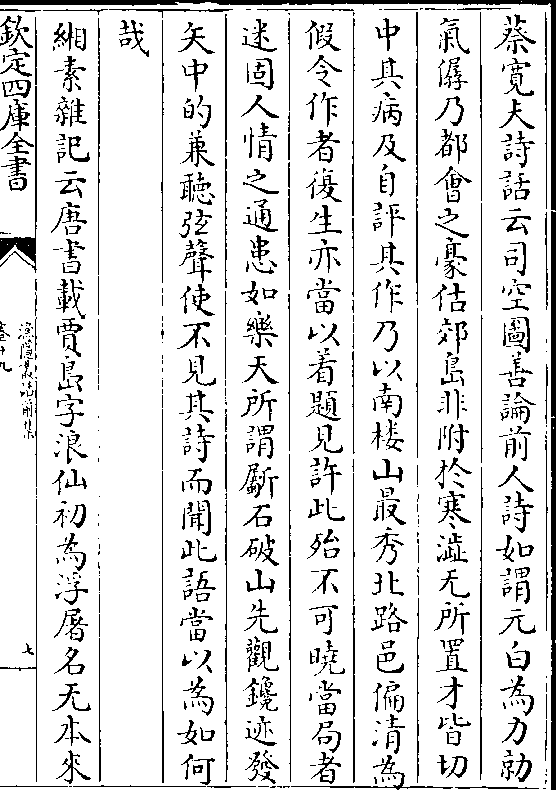 蔡寛夫詩話云司空圖善論前人詩如謂元白為力勍
氣孱乃都會之豪估郊島非附於寒澁无所置才皆切
中其病及自評其作乃以南樓山最秀北路邑偏清為
假令作者復生亦當以着題見許此殆不可曉當局者
迷固人情之通患如樂天所謂斸石破山先觀鑱迹發
矢中的兼聽弦聲使不見其詩而聞此語當以為如何
哉
緗素雜記云唐書載賈島字浪仙初為浮屠名无本來
欽定四庫全書
漁隱叢話前集
卷十九
七